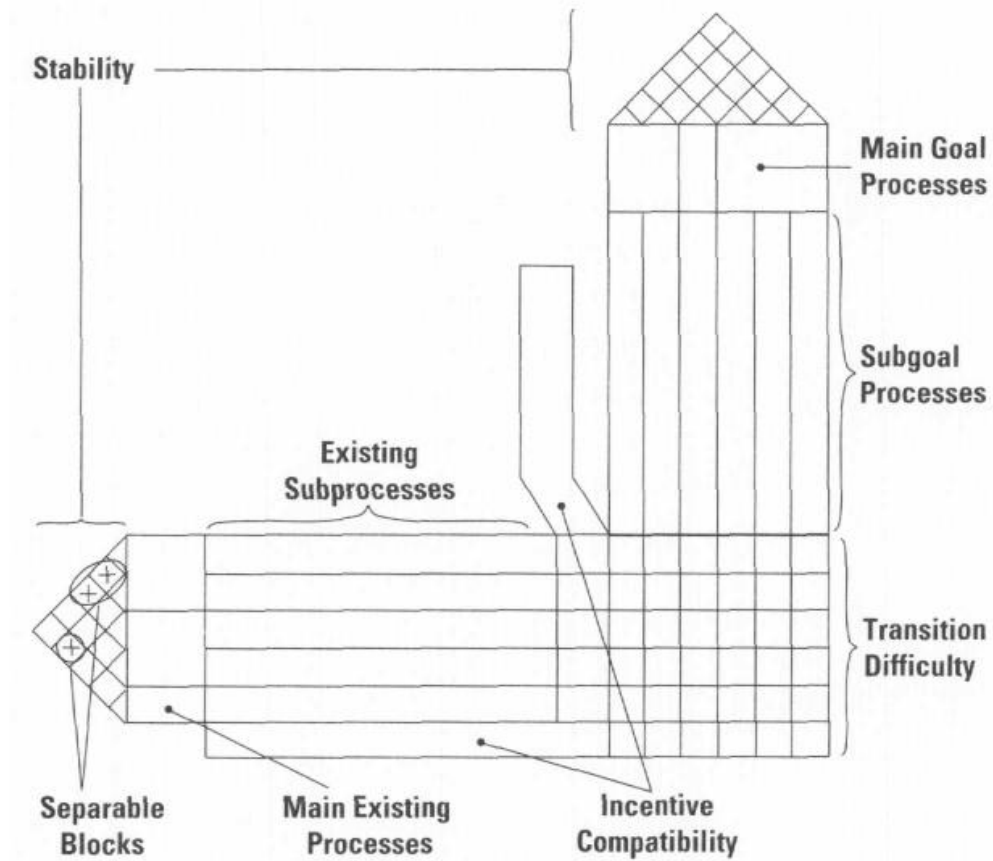 Stability
Main Goal
Processes
Subgoal
Processes
Existing
Subprocesses
Transition
Difficulty
Separable
Blocks
Main Existing
Processes
Incentive
Compatibility